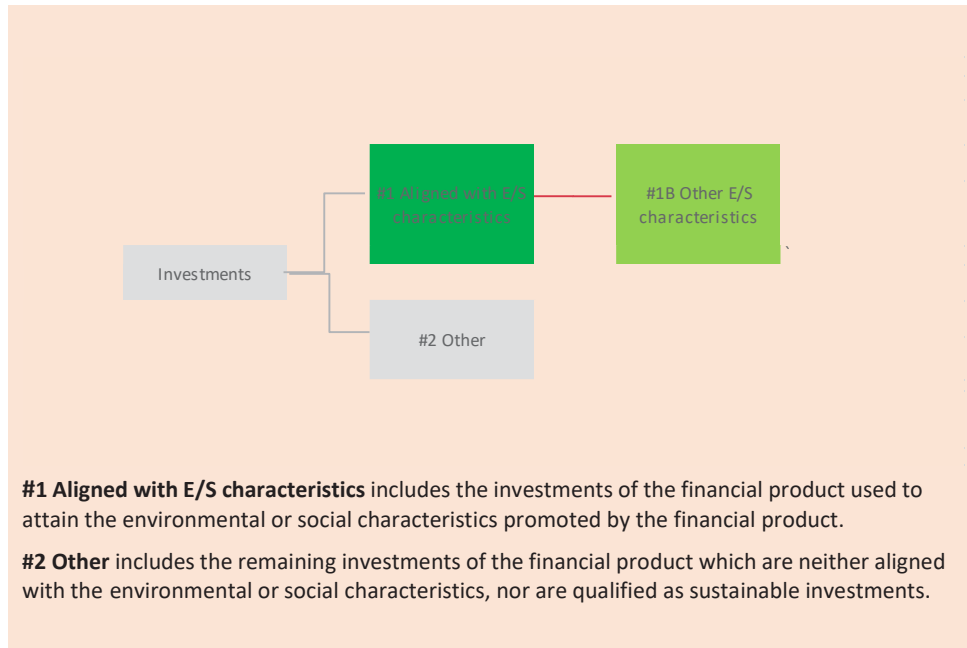 #1 Aligned with E/S
characteristics
#1B Other E/S
characteristics
`
Investments
#2 Other
#1 Aligned with E/S characteristics includes the investments of the financial product used to
attain the environmental or social characteristics promoted by the financial product.
#2 Other includes the remaining investments of the financial product which are neither aligned
with the environmental or social characteristics, nor are qualified as sustainable investments.